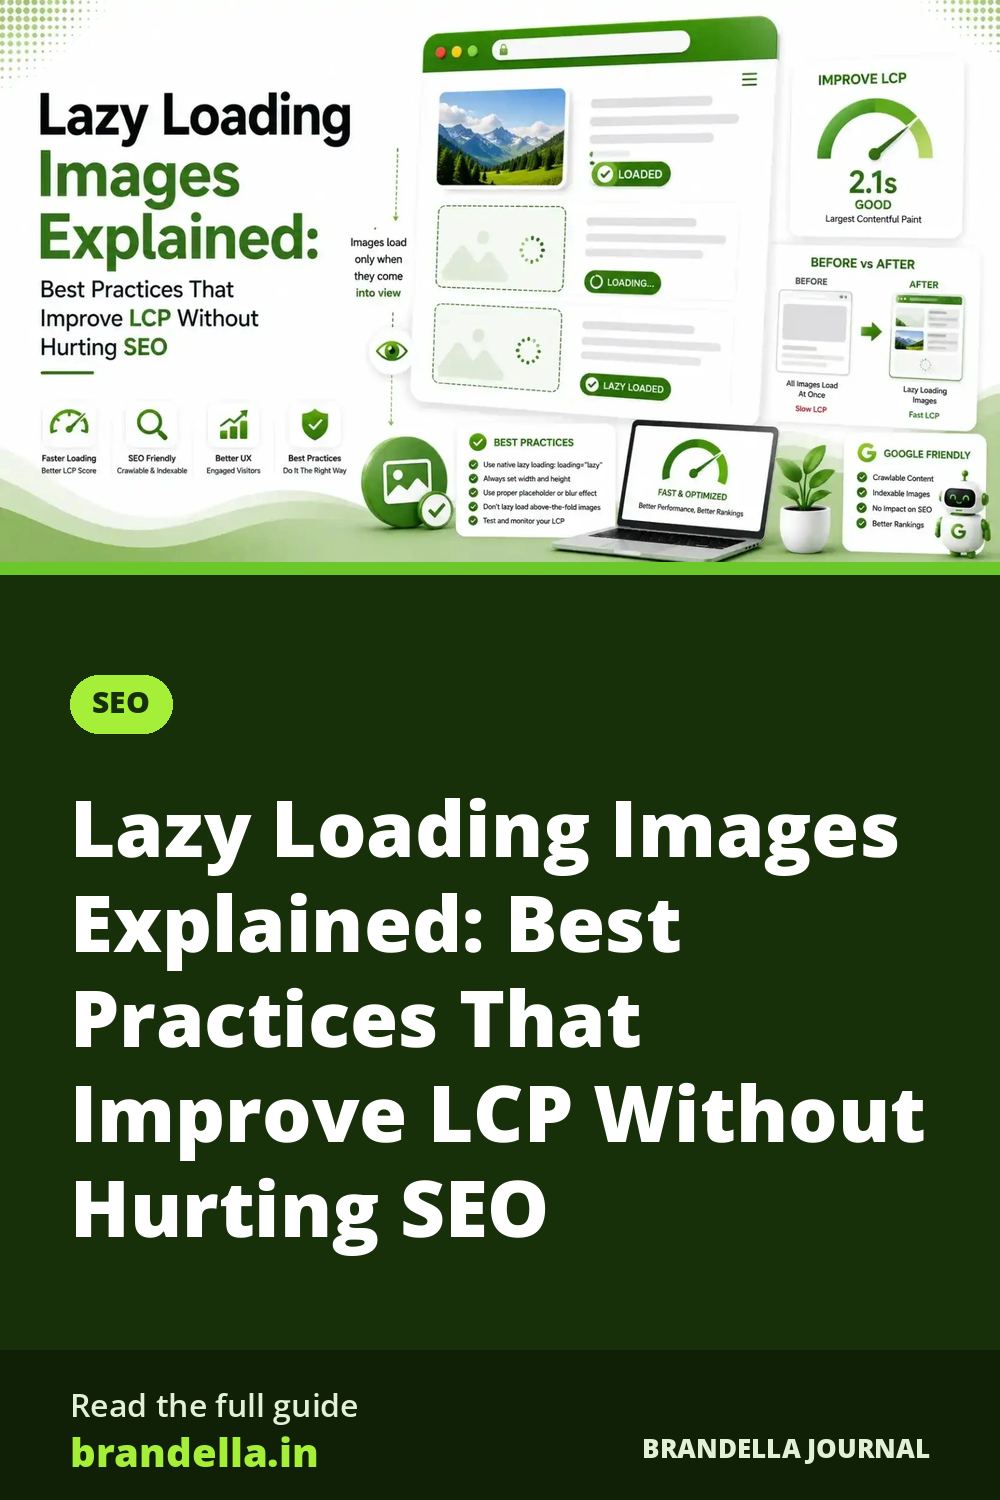 Lazy Loading
Images
Explained:
Best Practices That
Improve LCP Without
Hurting SEO
Faster Loading
Better LCP Score
SEO Friendly
Crawlable & Indexable
Better UX
Engaged Visitors
Best Practices
Do It The Right Way
Images load
only when
they come
into view
LOADED
LOADING...
LAZY LOADED
IMPROVE LCP
2.1s
GOOD
Largest Contentful Paint
BEFORE vs AFTER
BEFORE
AFTER
All Images Load
At Once
Slow LCP
Lazy Loading
Images
Fast LCP
BEST PRACTICES
Use native lazy loading: loading="lazy"
Always set width and height
Use proper placeholder or blur effect
Don't lazy load above-the-fold images
Test and monitor your LCP
FAST & OPTIMIZED
Better Performance, Better Rankings
G GOOGLE FRIENDLY
Crawlable Content
Indexable Images
No Impact on SEO
Better Rankings
G
SEO
Lazy Loading Images
Explained: Best
Practices That
Improve LCP Without
Hurting SEO
Read the full guide
brandella.in
BRANDELLA JOURNAL